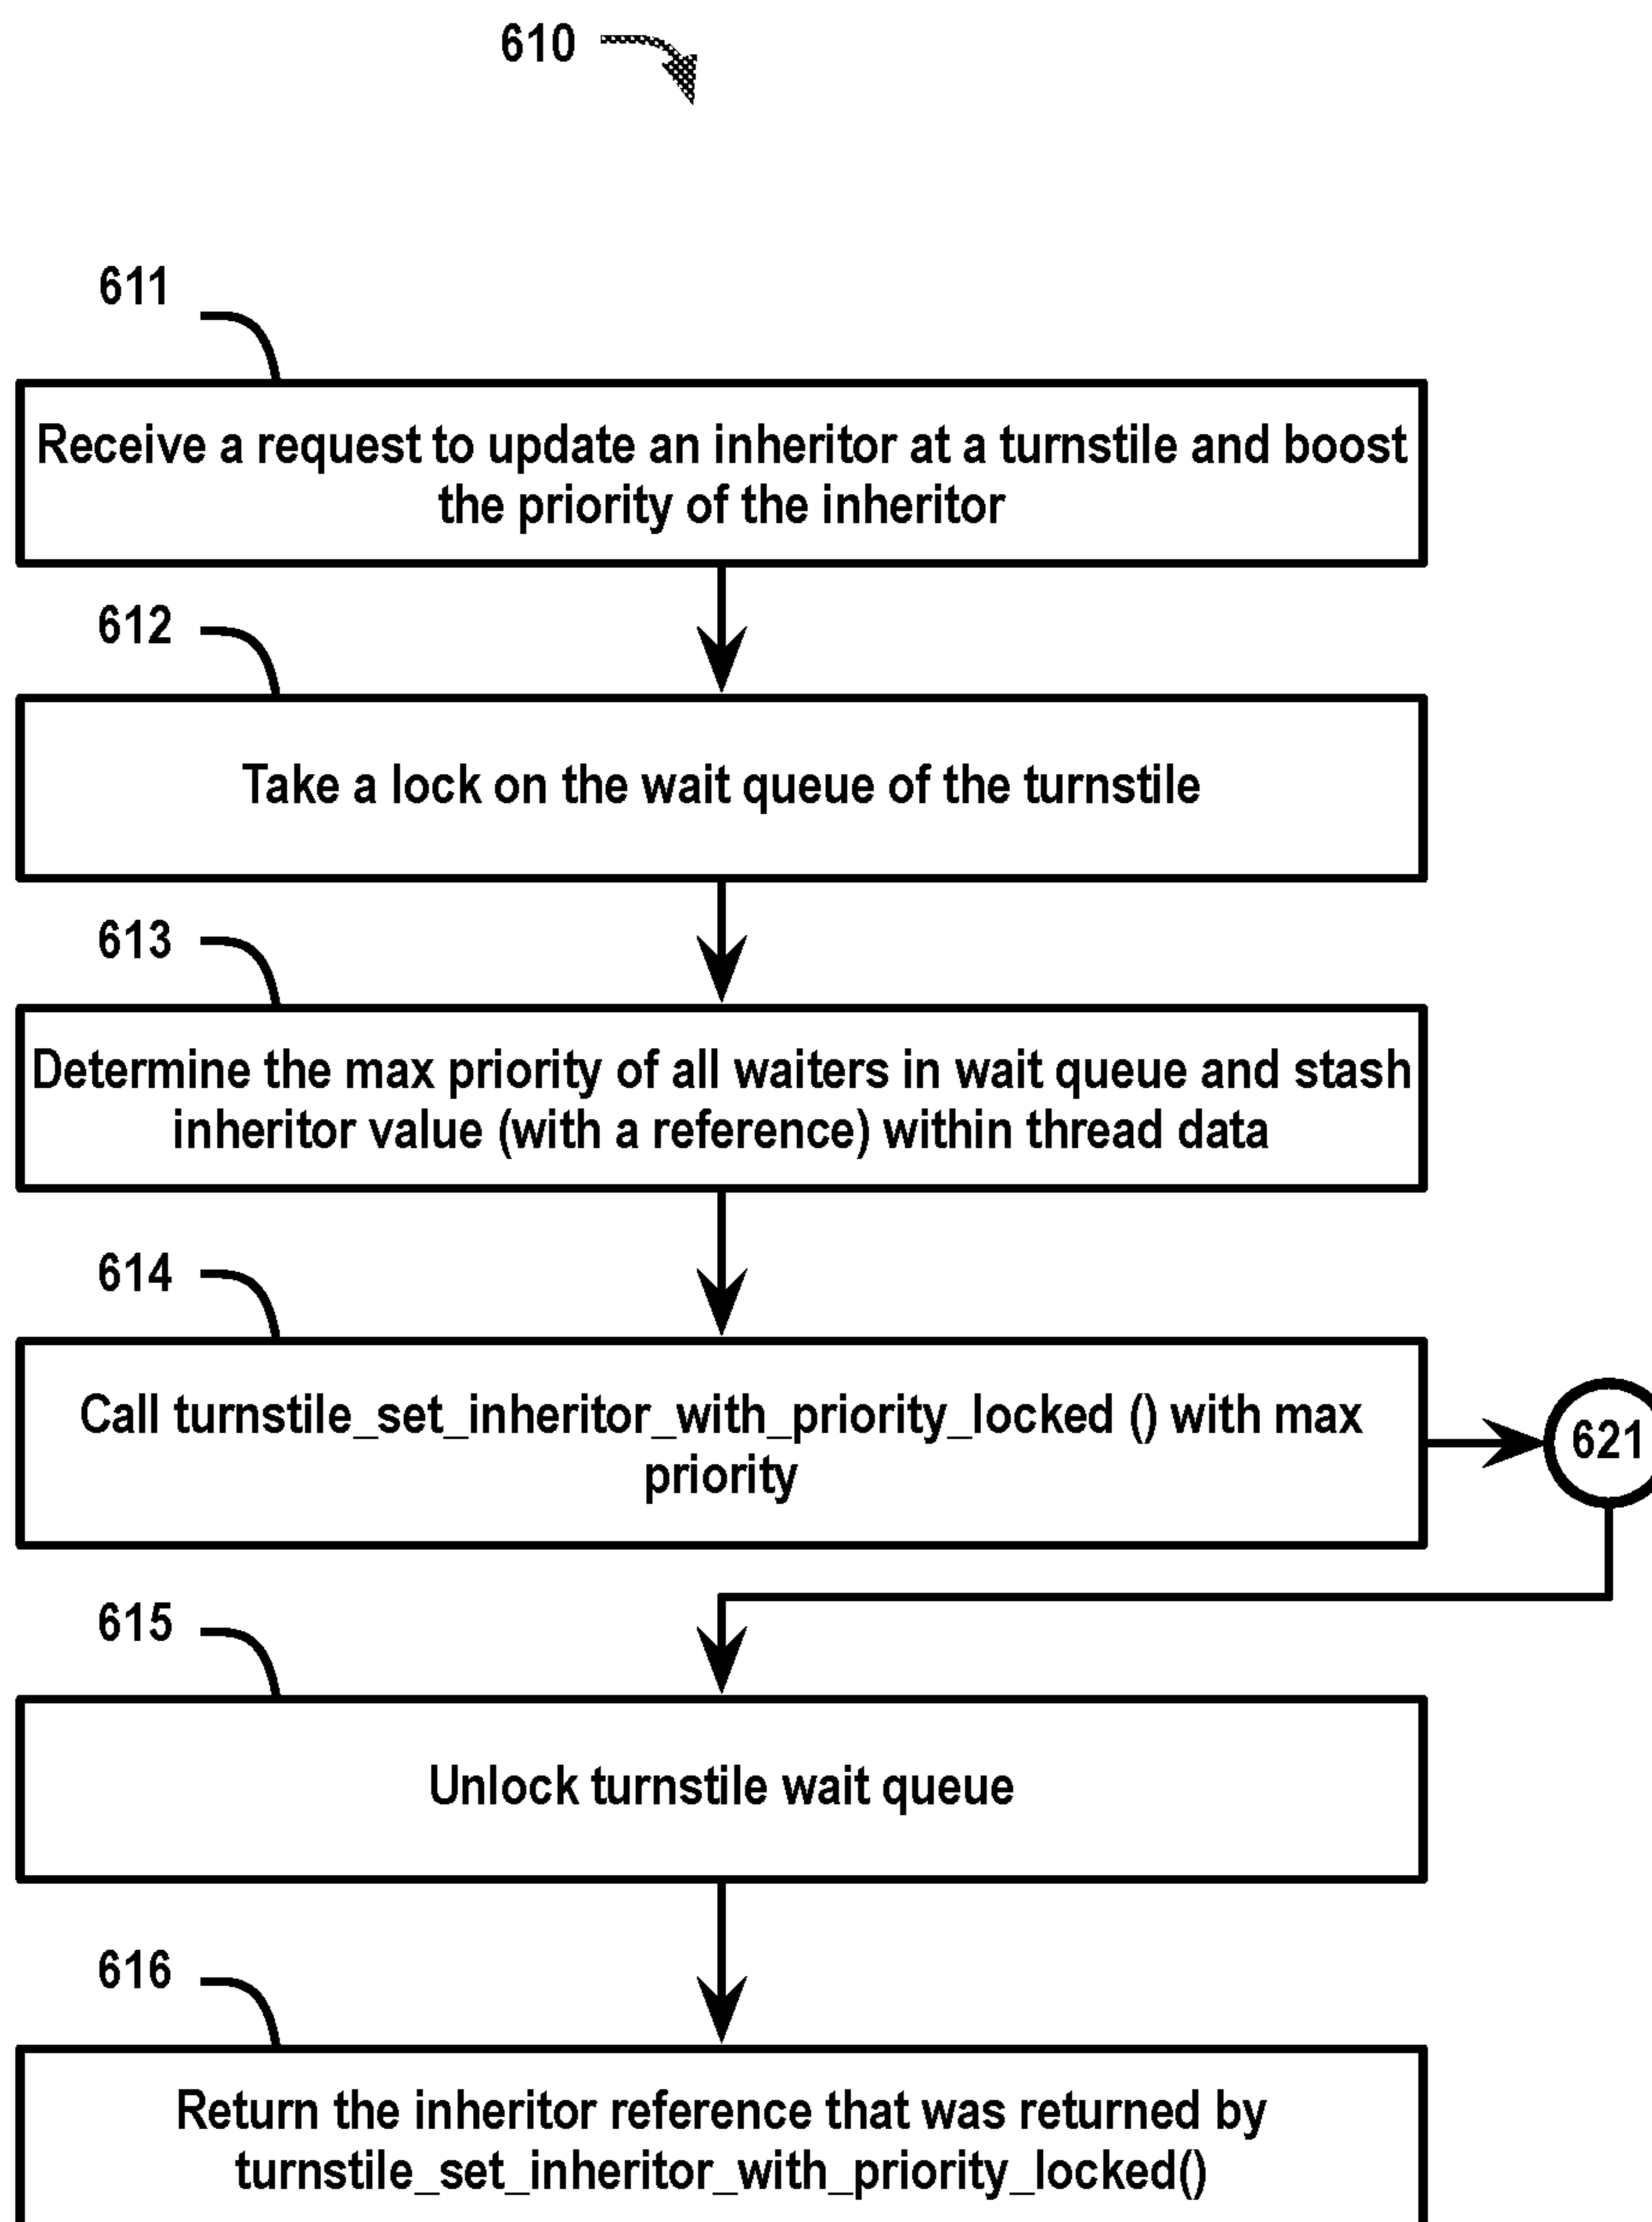 610
611
Receive a request to update an inheritor at a turnstile and boost
the priority of the inheritor
612
Take a lock on the wait queue of the turnstile
613
Determine the max priority of all waiters in wait queue and stash
inheritor value (with a reference) within thread data
614
Call turnstile_set_inheritor_with_priority_locked () with max
priority
621
615
Unlock turnstile wait queue
616
Return the inheritor reference that was returned by
turnstile_set_inheritor_with_priority_locked()